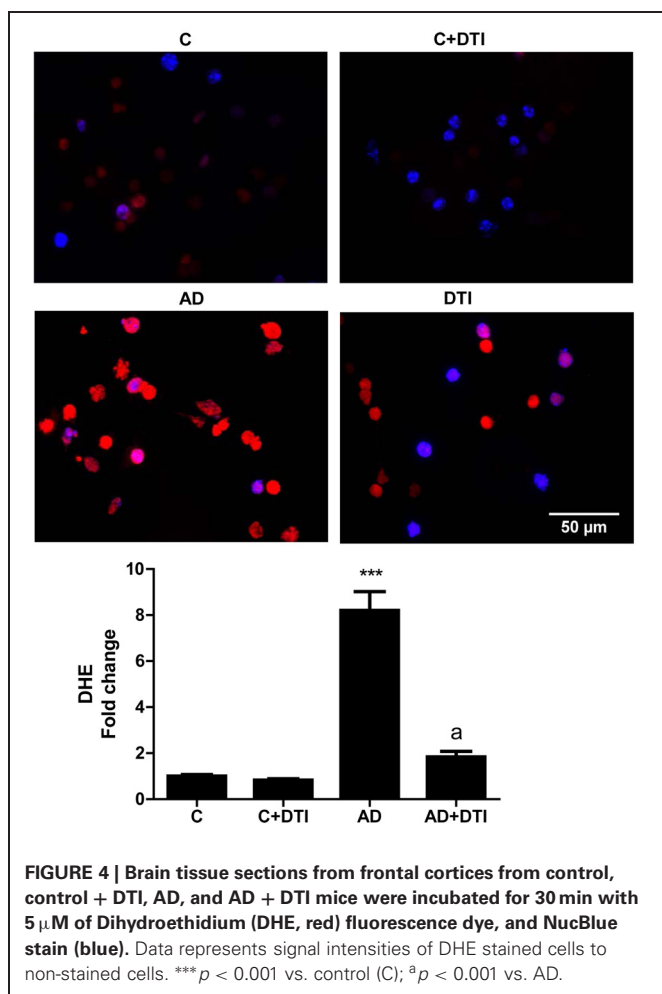 C
C+DTI
AD
DTI
50 µm
10
8
6
4
2
0
DHE
Fold change
***
a
C
C+DTI
AD
AD+DTI
FIGURE 4 | Brain tissue sections from frontal cortices from control,
control + DTI, AD, and AD + DTI mice were incubated for 30 min with
5 µM of Dihydroethidium (DHE, red) fluorescence dye, and NucBlue
stain (blue). Data represents signal intensities of DHE stained cells to
non-stained cells. ***p < 0.001 vs. control (C); ap < 0.001 vs. AD.